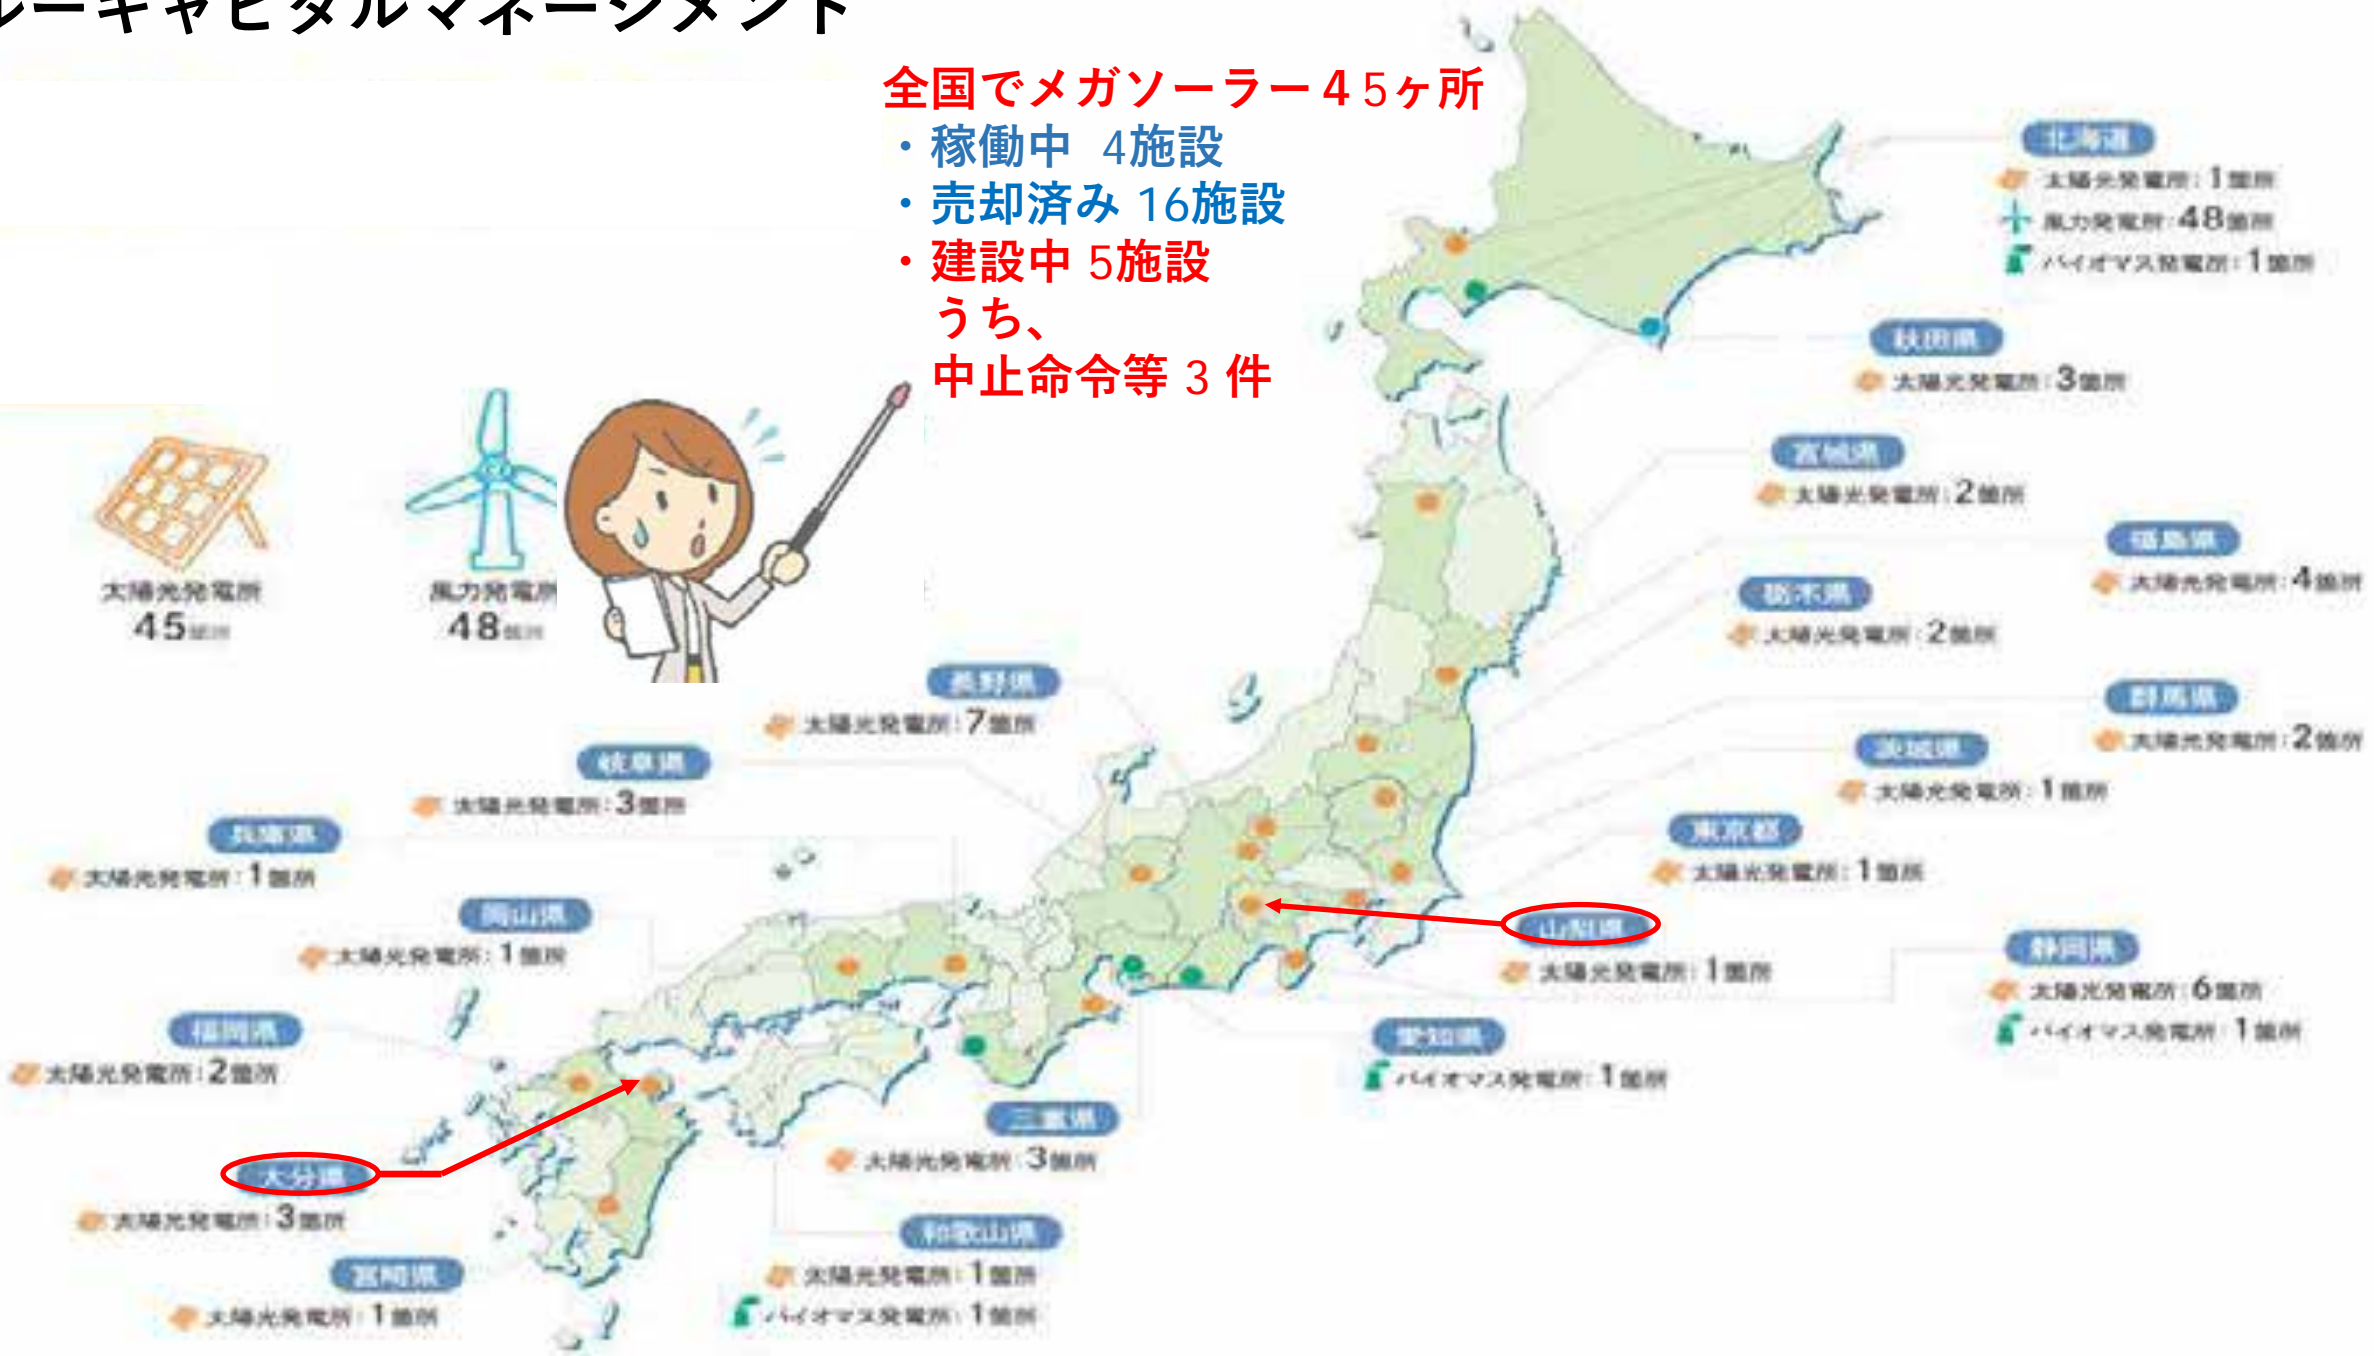 ルーキャピタルマネージメント
全国でメガソーラー４5ヶ所
・稼働中 4施設
・売却済み 16施設
・建設中 5施設
うち、
中止命令等 3 件
北海道
太陽光発電所：1箇所
風力発電所：48箇所
バイオマス発電所：1箇所
秋田県
太陽光発電所：3箇所
宮城県
太陽光発電所：2箇所
福島県
太陽光発電所：4箇所
栃木県
太陽光発電所：2箇所
群馬県
太陽光発電所：2箇所
茨城県
太陽光発電所：1箇所
東京都
太陽光発電所：1箇所
山梨県
太陽光発電所：1箇所
静岡県
太陽光発電所：6箇所
バイオマス発電所：1箇所
愛知県
バイオマス発電所：1箇所
太陽光発電所
45箇所
風力発電所
48箇所
長野県
太陽光発電所：7箇所
岐阜県
太陽光発電所：3箇所
兵庫県
太陽光発電所：1箇所
岡山県
太陽光発電所：1箇所
福岡県
太陽光発電所：2箇所
大分県
太陽光発電所：3箇所
宮崎県
太陽光発電所：1箇所
三重県
太陽光発電所：3箇所
和歌山県
太陽光発電所：1箇所
バイオマス発電所：1箇所